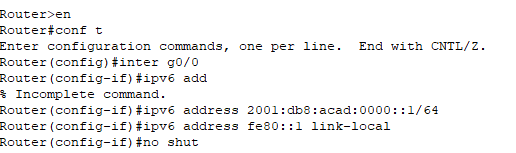 Router>en
Router#conf t
Enter configuration commands, one per line.  End with CNTL/Z.
Router(config)#inter g0/0
Router(config-if)#ipv6 add
% Incomplete command.
Router(config-if)#ipv6 address 2001:db8:acad:0000::1/64
Router(config-if)#ipv6 address fe80::1 link-local
Router(config-if)#no shut